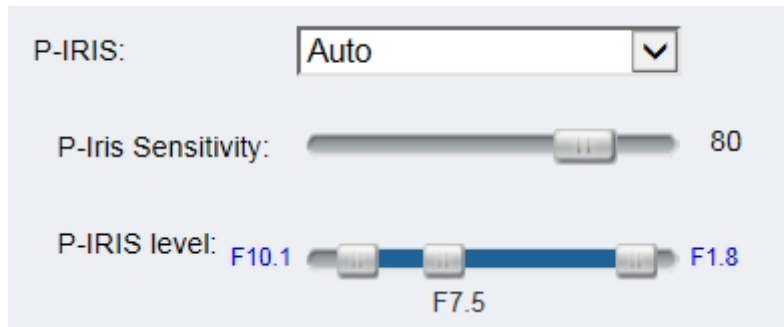 P-IRIS: Auto
P-Iris Sensitivity: 80
P-IRIS level: F10.1 F1.8
F7.5